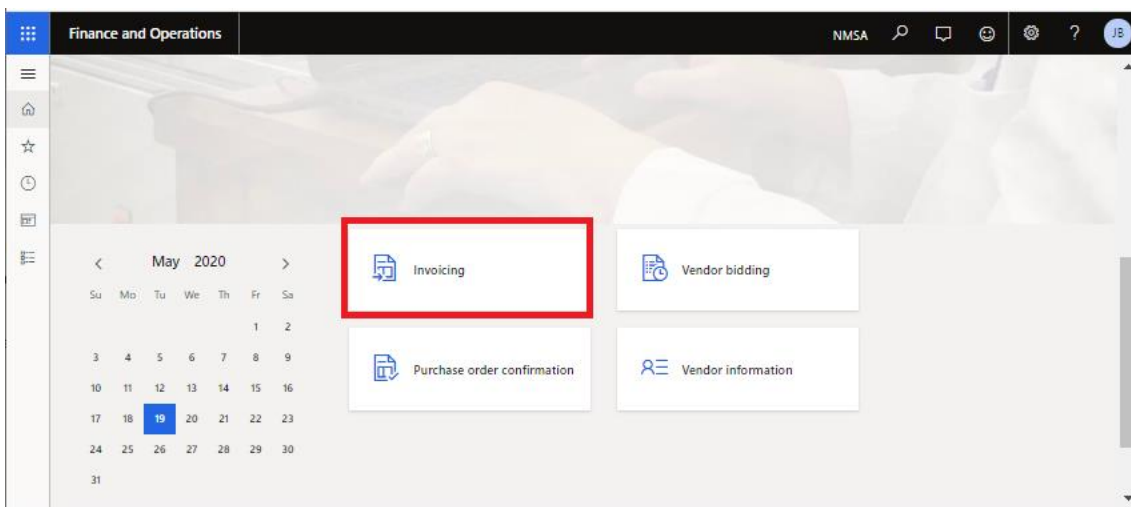 Finance and Operations
NMSA
?
JB
Invoicing
Vendor bidding
Purchase order confirmation
Vendor information
May 2020
Su Mo Tu We Th Fr Sa
1 2
3 4 5 6 7 8 9
10 11 12 13 14 15 16
17 18 19 20 21 22 23
24 25 26 27 28 29 30
31